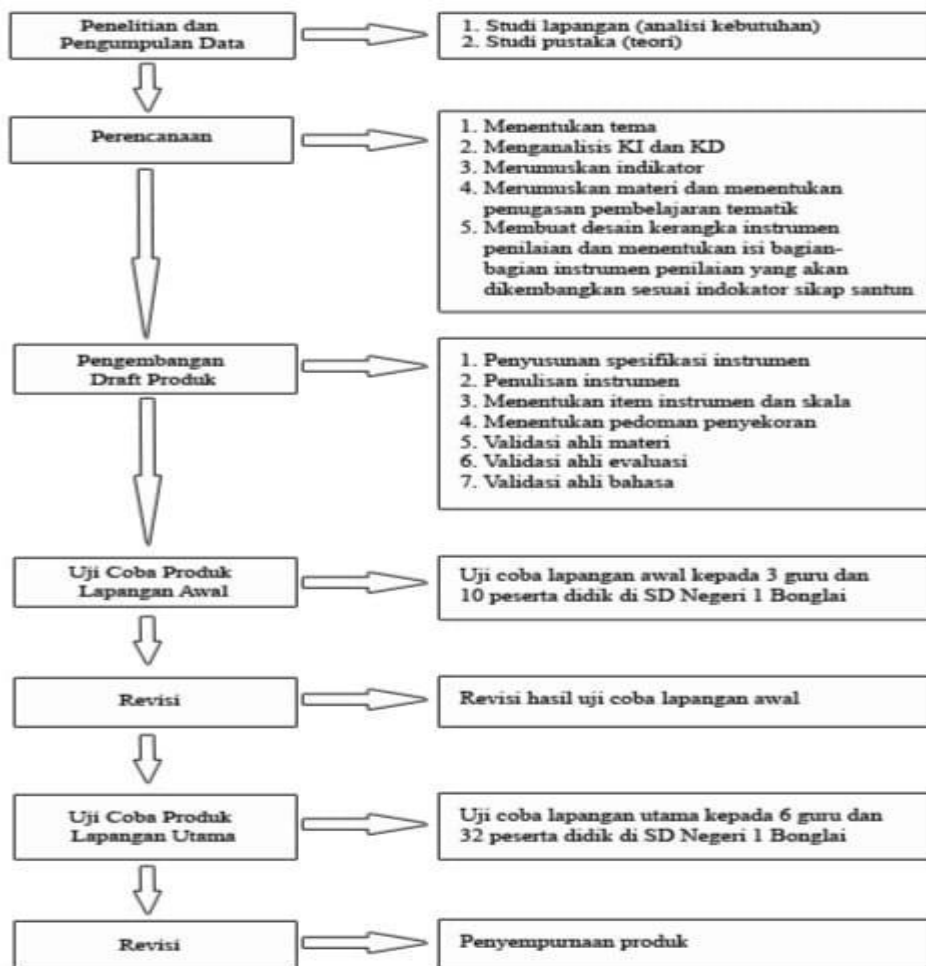 Penelitian dan
Pengumpulan Data
1. Studi lapangan (analisi kebutuhan)
2. Studi pustaka (teori)
Perencanaan
1. Menentukan tema
2. Menganalisis KI dan KD
3. Merumuskan indikator
4. Merumuskan materi dan menentukan
penugasan pembelajaran tematik
5. Membuat desain kerangka instrumen
penilaian dan menentukan isi bagian-
bagian instrumen penilaian yang akan
dikembangkan sesuai indokator sikap santun
Pengembangan
Draft Produk
1. Penyusunan spesifikasi instrumen
2. Penulisan instrumen
3. Menentukan item instrumen dan skala
4. Menentukan pedoman penyekoran
5. Validasi ahli materi
6. Validasi ahli evaluasi
7. Validasi ahli bahasa
Uji Coba Produk
Lapangan Awal
Uji coba lapangan awal kepada 3 guru dan
10 peserta didik di SD Negeri 1 Bonglai
Revisi
Revisi hasil uji coba lapangan awal
Uji Coba Produk
Lapangan Utama
Uji coba lapangan utama kepada 6 guru dan
32 peserta didik di SD Negeri 1 Bonglai
Revisi
Penyempurnaan produk